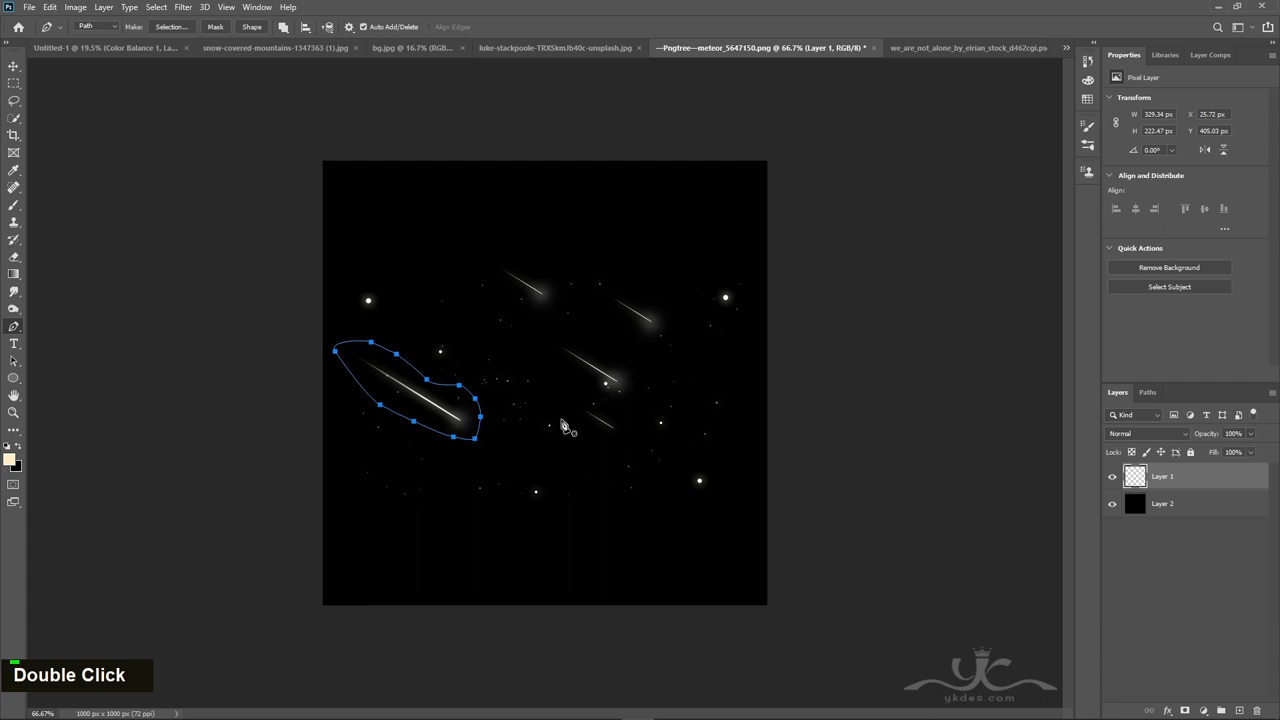 Ps File Edit Image Layer Type Select Filter 3D View Window Help
Path Make: Selection... Mask Shape Auto Add/Delete Align Edges
Untitled-1 @ 19.5% (Color Balance 1, La... × snow-covered-mountains-1347363 (1).jpg × bg.jpg @ 16.7% (RGB... × luke-stackpoole-TRXSkmJb40c-unsplash.jpg × —Pngtree—meteor_5647150.png @ 66.7% (Layer 1, RGB/8) * × we_are_not_alone_by_eirian_stock_d462cgi.ps
Properties Libraries Layer Comps
Pixel Layer
Transform
W 329.34 px X 25.72 px
H 222.47 px Y 405.03 px
0.00°
Align and Distribute
Align:
Quick Actions
Remove Background
Select Subject
Layers Paths
Kind
Normal Opacity: 100%
Lock: Fill: 100%
Layer 1
Layer 2
Double Click
yc
ykdes.com
66.67% 1000 px x 1000 px (72 ppi)